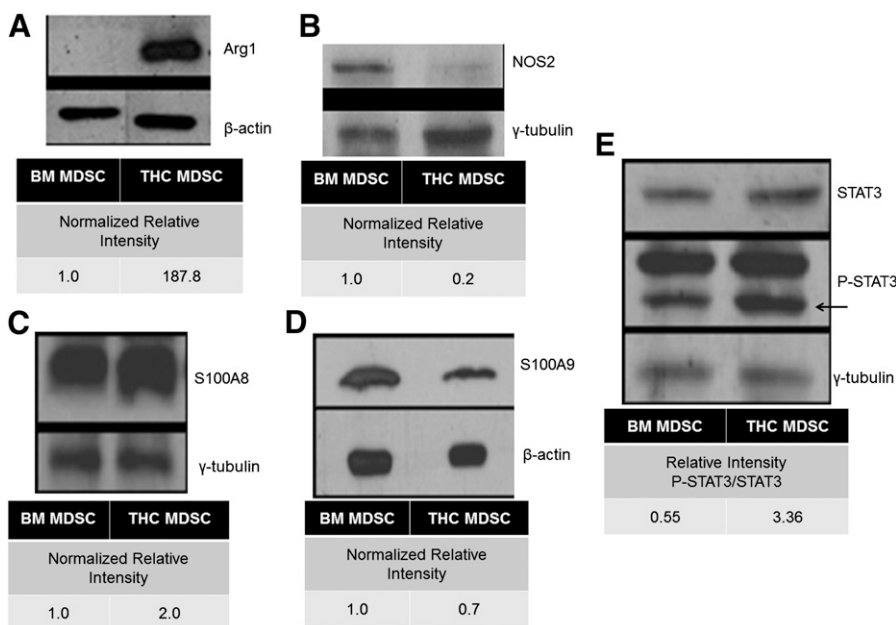 A
Arg1
β-actin
BM MDSC THC MDSC
Normalized Relative
Intensity
1.0 187.8
B
NOS2
γ-tubulin
BM MDSC THC MDSC
Normalized Relative
Intensity
1.0 0.2
C
S100A8
γ-tubulin
BM MDSC THC MDSC
Normalized Relative
Intensity
1.0 2.0
D
S100A9
β-actin
BM MDSC THC MDSC
Normalized Relative
Intensity
1.0 0.7
E
STAT3
P-STAT3
γ-tubulin
BM MDSC THC MDSC
Relative Intensity
P-STAT3/STAT3
0.55 3.36